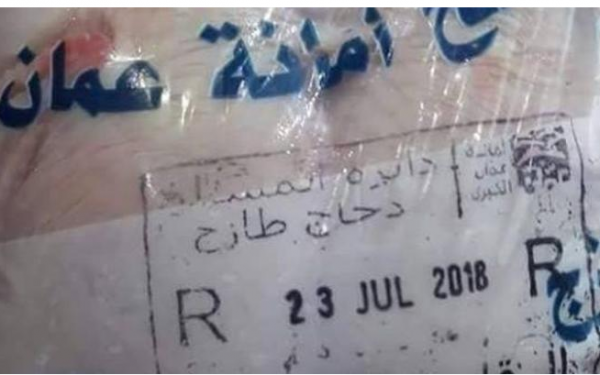 أمانة عمان
أمانة
عمان
الكبرى
دائرة المسالخ
دجاج طازج
R 23 JUL 2018 R